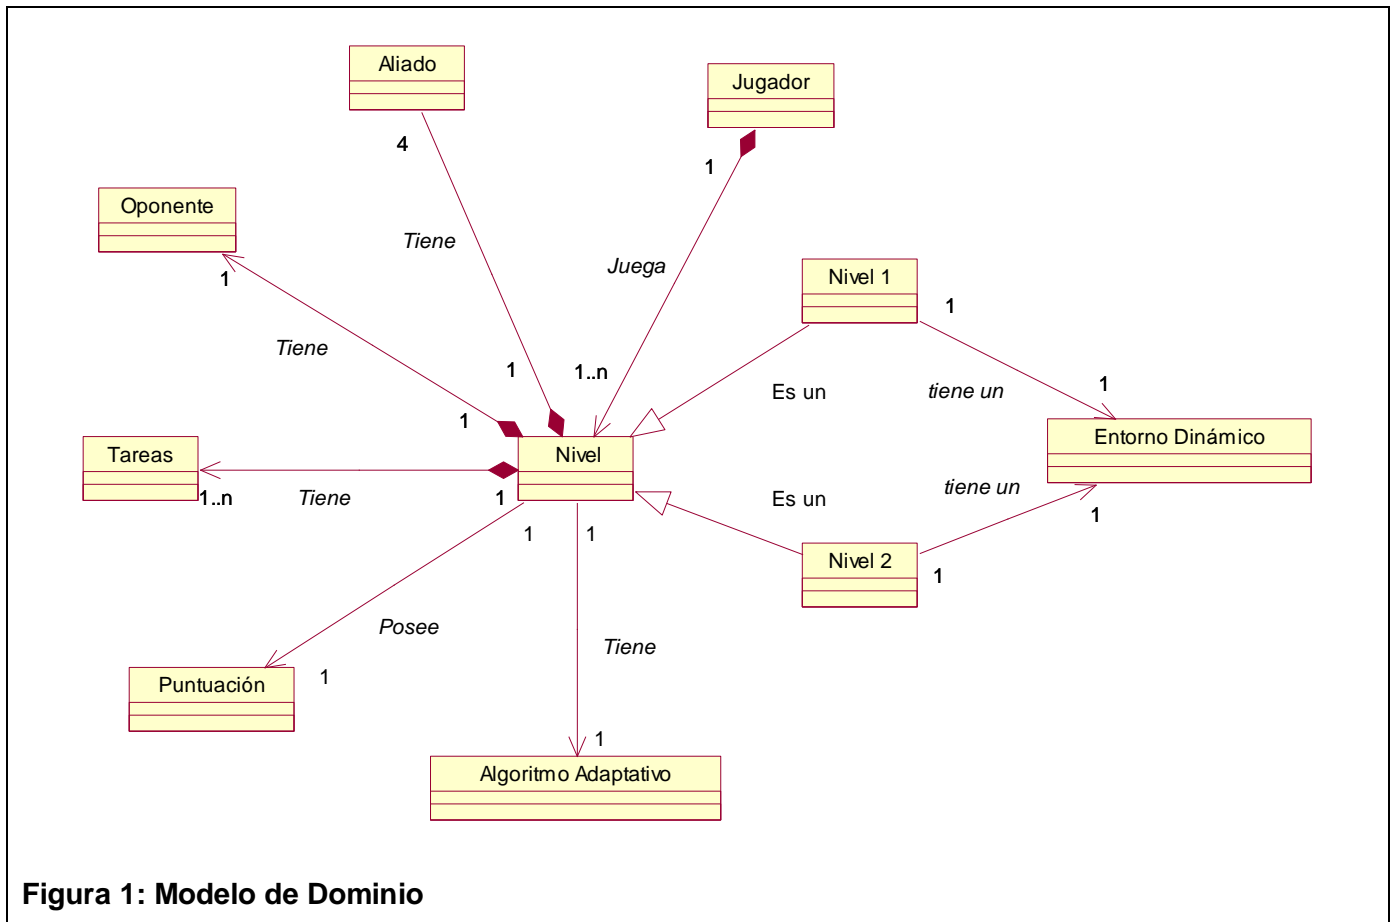 Aliado
Jugador
4
1
Oponente
Tiene
1
Juega
Nivel 1
1
Tiene
1
1..n
Es un
tiene un
1
1
Entorno Dinámico
Tareas
Nivel
1..n
Tiene
1
Es un
tiene un
1
1
1
Nivel 2
1
Posee
Tiene
Puntuación
1
1
Algoritmo Adaptativo
Figura 1: Modelo de Dominio